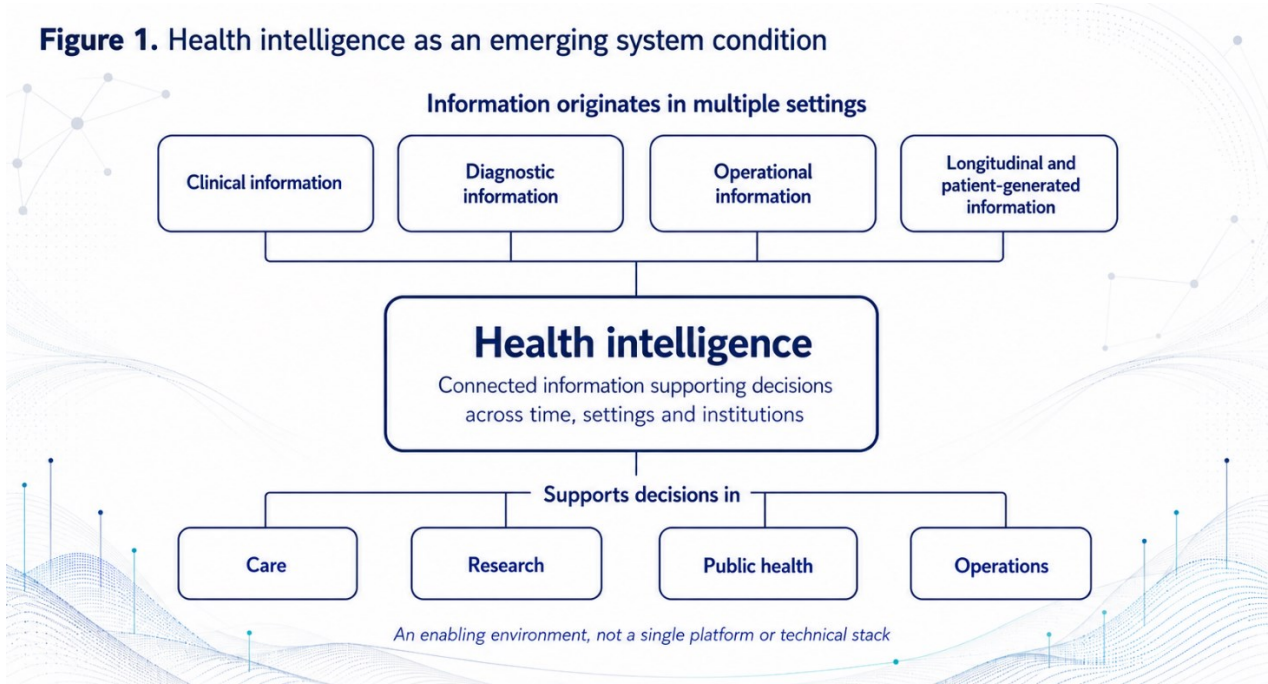 Figure 1. Health intelligence as an emerging system condition
Information originates in multiple settings
Clinical information
Diagnostic
information
Operational
information
Longitudinal and
patient-generated
information
Health intelligence
Connected information supporting decisions
across time, settings and institutions
Supports decisions in
Care
Research
Public health
Operations
An enabling environment, not a single platform or technical stack